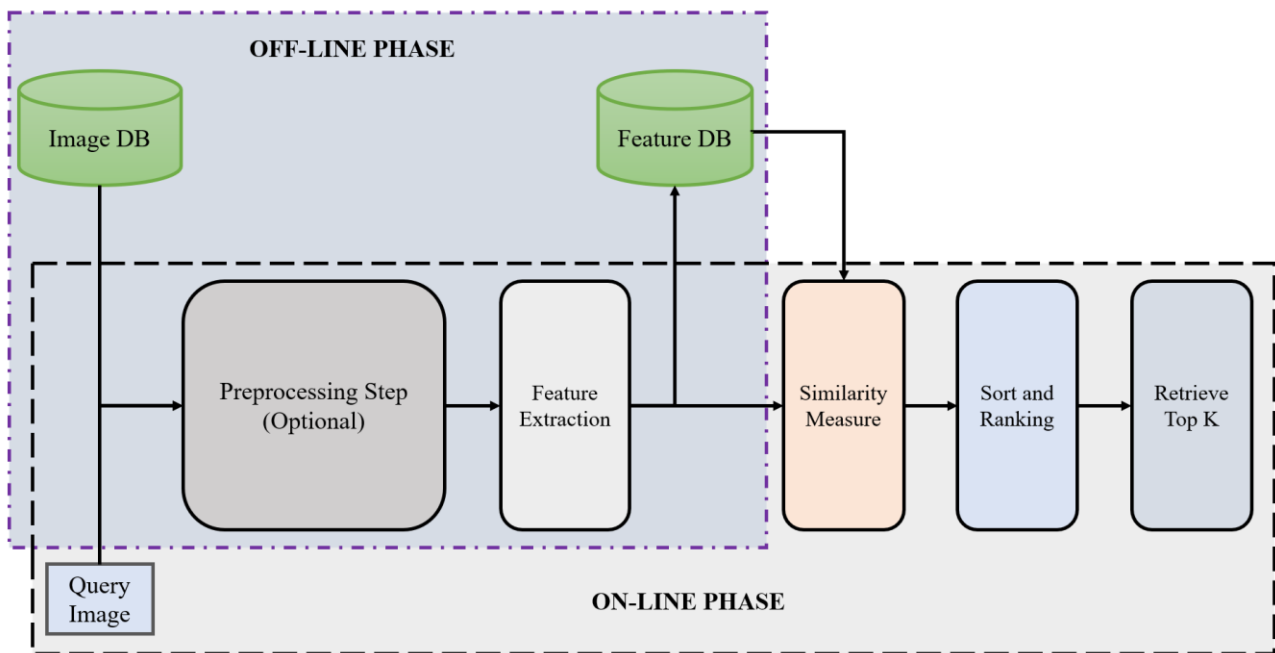 OFF-LINE PHASE
Image DB
Feature DB
Preprocessing Step
(Optional)
Feature
Extraction
Similarity
Measure
Sort and
Ranking
Retrieve
Top K
Query
Image
ON-LINE PHASE